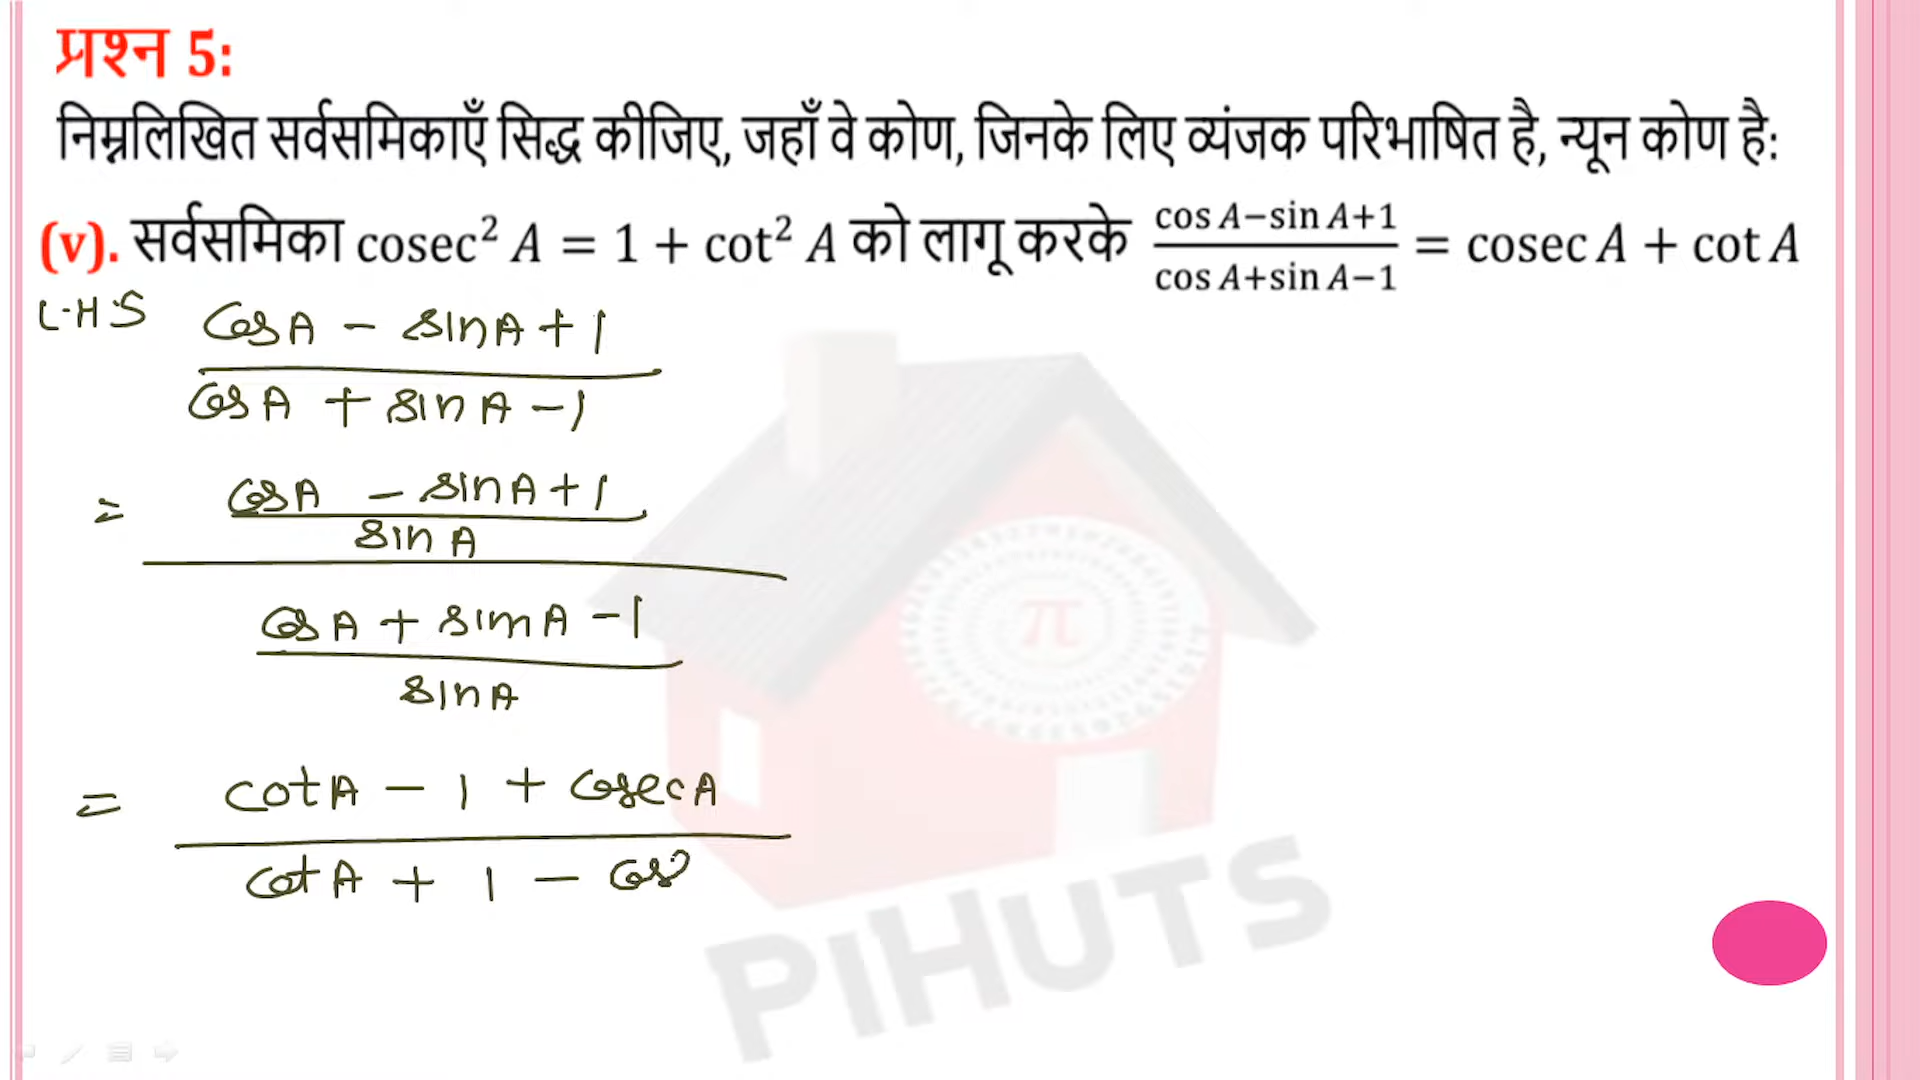 प्रश्न 5:
निम्नलिखित सर्वसमिकाएँ सिद्ध कीजिए, जहाँ वे कोण, जिनके लिए व्यंजक परिभाषित है, न्यून कोण है:
(v). सर्वसमिका cosec² A = 1 + cot² A को लागू करके (cos A−sin A+1)/(cos A+sin A−1) = cosec A + cot A
L.H.S
cosA − sinA + 1
cosA + sinA − 1
= cosA − sinA + 1
sinA
cosA + sinA − 1
sinA
= cotA − 1 + cosecA
cotA + 1 − cos
π
PiHUTS